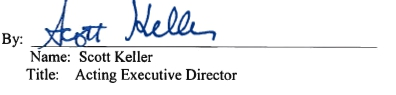 By: Scott Keller
Name: Scott Keller
Title: Acting Executive Director